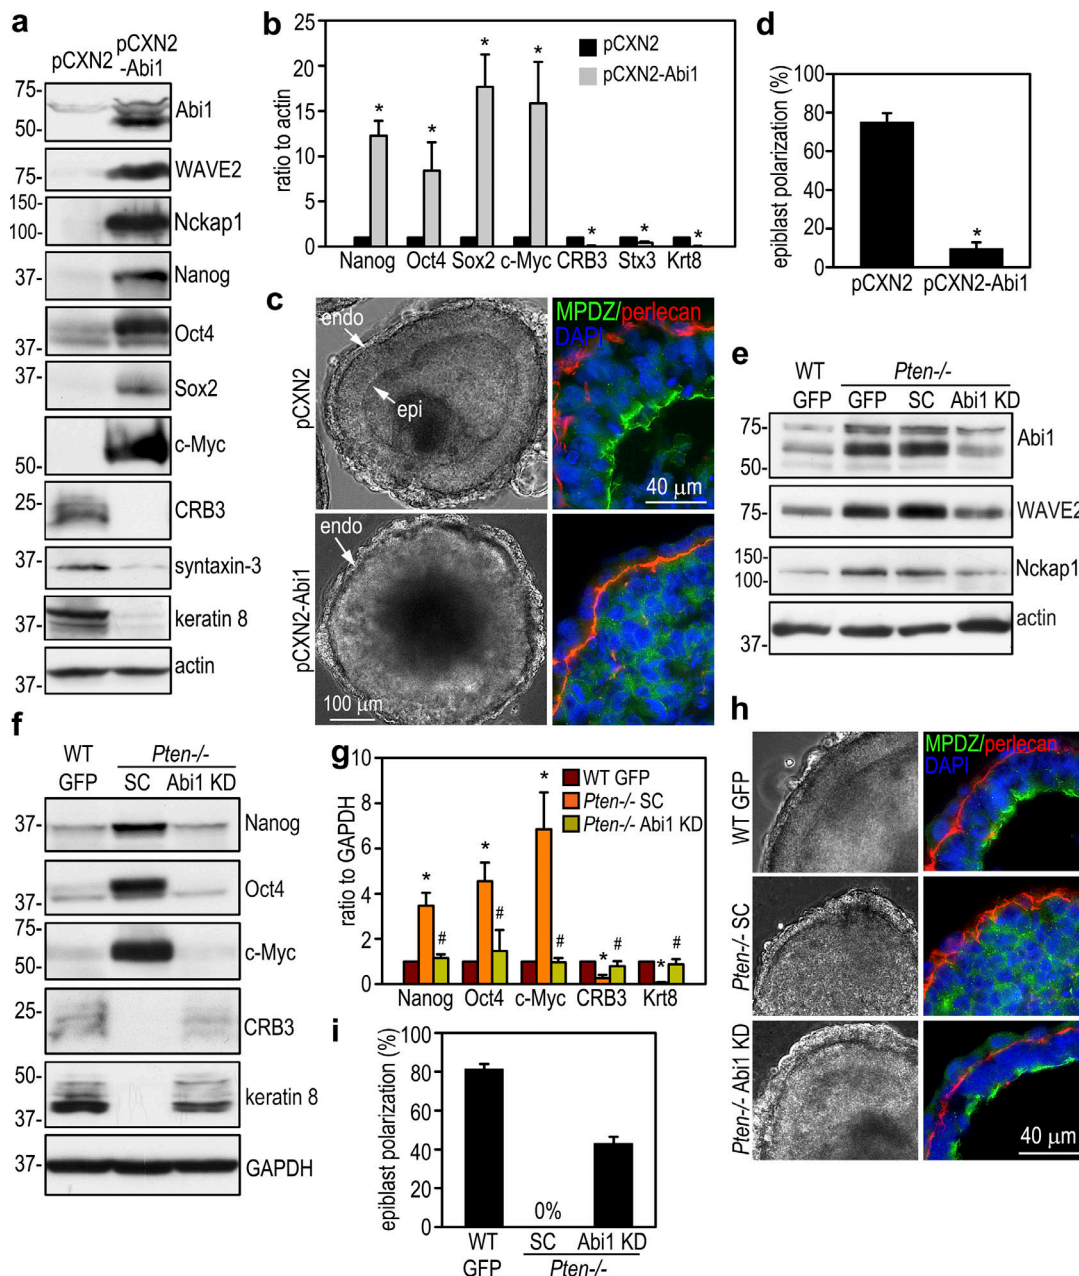 a
pCXN2
pCXN2
-Abi1
75-
50-
Abi1
75-
WAVE2
150-
100-
Nckap1
37-
Nanog
37-
Oct4
37-
Sox2
50-
c-Myc
25-
CRB3
37-
syntaxin-3
37-
keratin 8
37-
actin
b
ratio to actin
25
20
15
10
5
0
pCXN2
pCXN2-Abi1
* * * * * * *
Nanog Oct4 Sox2 c-Myc CRB3 Stx3 Krt8
c
pCXN2
endo
epi
MPDZ/perlecan
DAPI
40 μm
pCXN2-Abi1
endo
100 μm
d
epiblast polarization (%)
100
80
60
40
20
0
*
pCXN2 pCXN2-Abi1
e
WT Pten-/-
GFP GFP SC Abi1 KD
75-
50-
Abi1
75-
WAVE2
150-
100-
Nckap1
37-
actin
f
WT Pten-/-
GFP SC Abi1 KD
37-
Nanog
37-
Oct4
75-
50-
c-Myc
25-
CRB3
50-
37-
keratin 8
37-
GAPDH
g
ratio to GAPDH
10
8
6
4
2
0
WT GFP
Pten-/- SC
Pten-/- Abi1 KD
* # * # * # * # * #
Nanog Oct4 c-Myc CRB3 Krt8
h
WT GFP
MPDZ/perlecan
DAPI
Pten-/- SC
Pten-/- Abi1 KD
40 μm
i
epiblast polarization (%)
100
80
60
40
20
0
0%
WT SC Abi1 KD
GFP Pten-/-